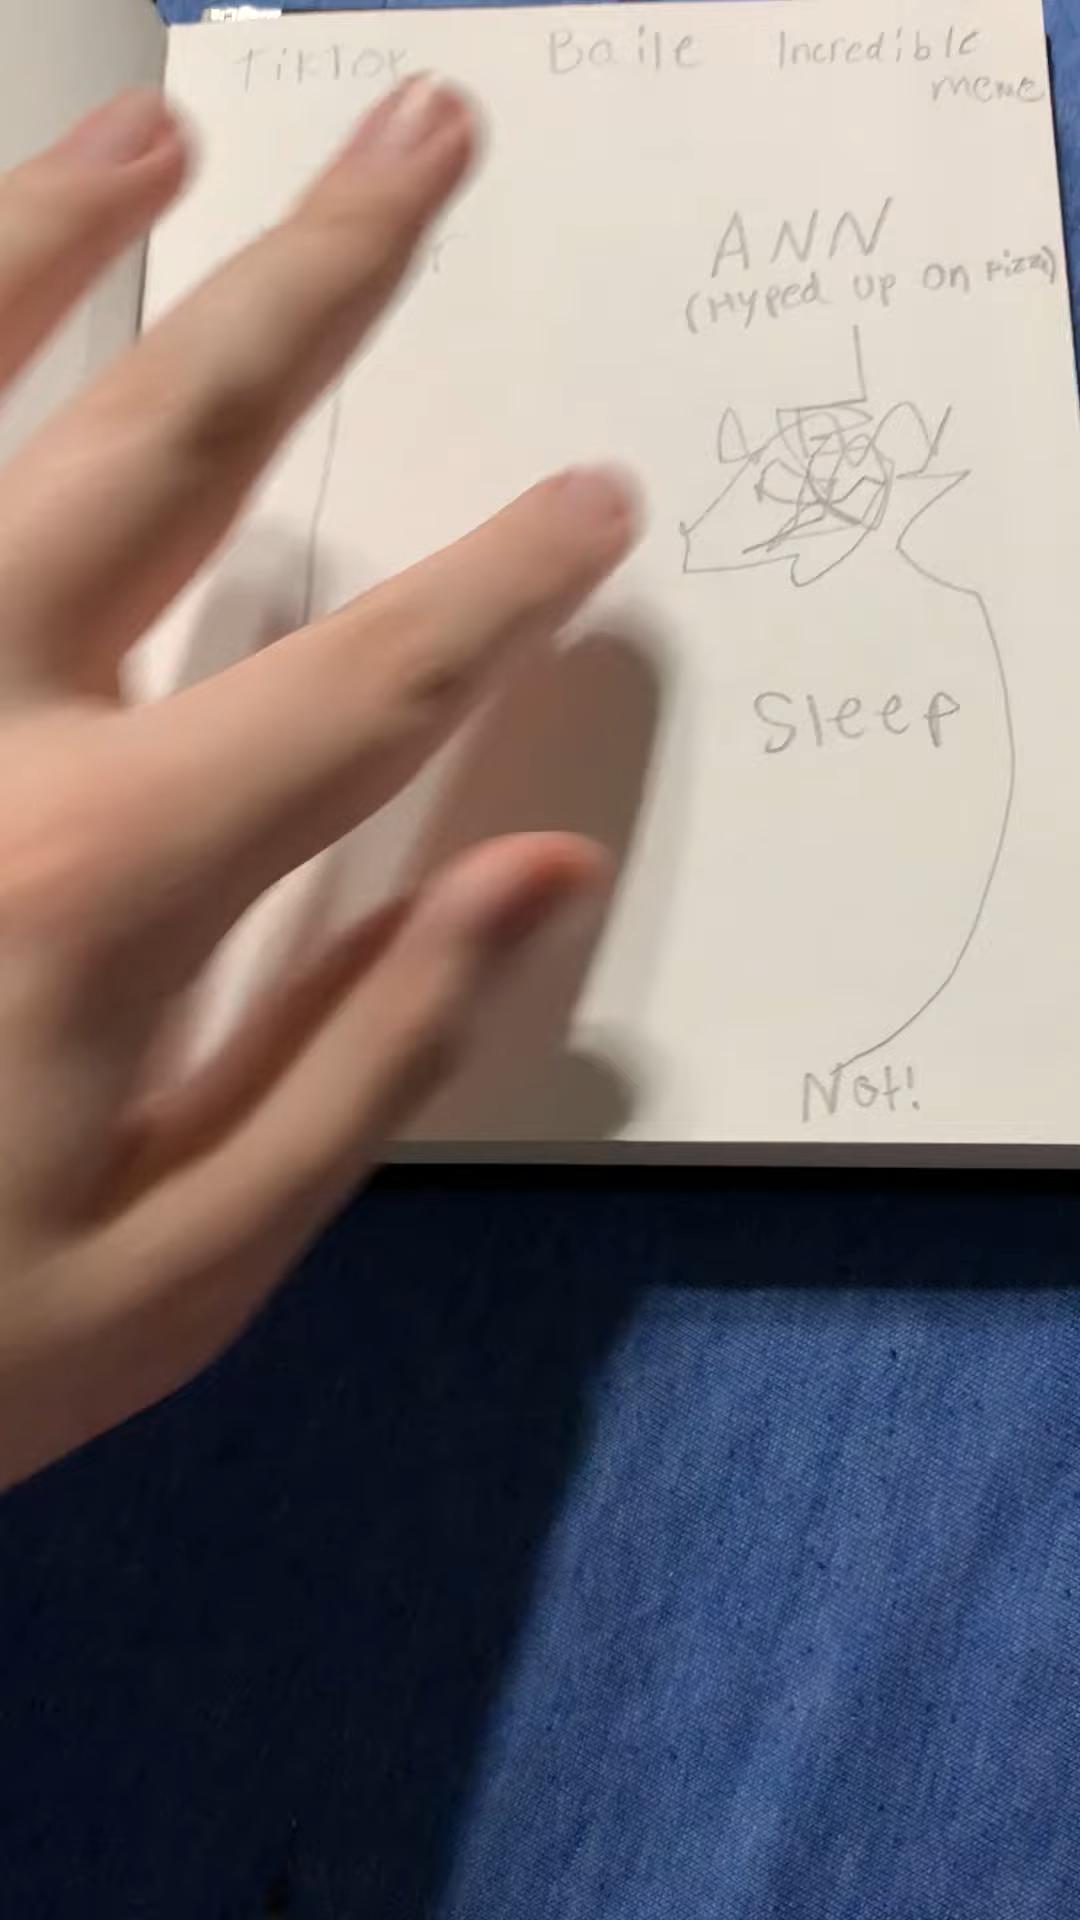 TikTok Baile Incredible
meme
ANN
(Hyped up on Pizza)
Sleep
Not!